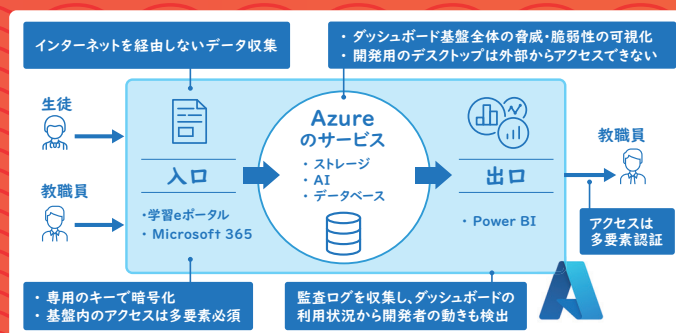 インターネットを経由しないデータ収集
・ダッシュボード基盤全体の脅威・脆弱性の可視化
・開発用のデスクトップは外部からアクセスできない
生徒
教職員
入口
・学習eポータル
・Microsoft 365
Azure
のサービス
・ストレージ
・AI
・データベース
出口
・Power BI
教職員
アクセスは
多要素認証
・専用のキーで暗号化
・基盤内のアクセスは多要素必須
監査ログを収集し、ダッシュボードの
利用状況から開発者の動きも検出